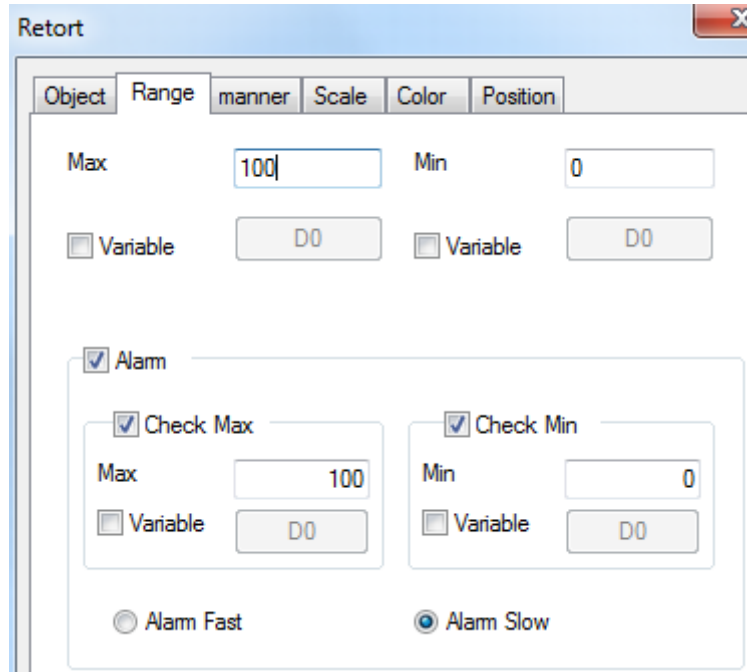 Retort
Object Range manner Scale Color Position
Max 100 Min 0
Variable D0 Variable D0
Alarm
Check Max Check Min
Max 100 Min 0
Variable D0 Variable D0
Alarm Fast Alarm Slow